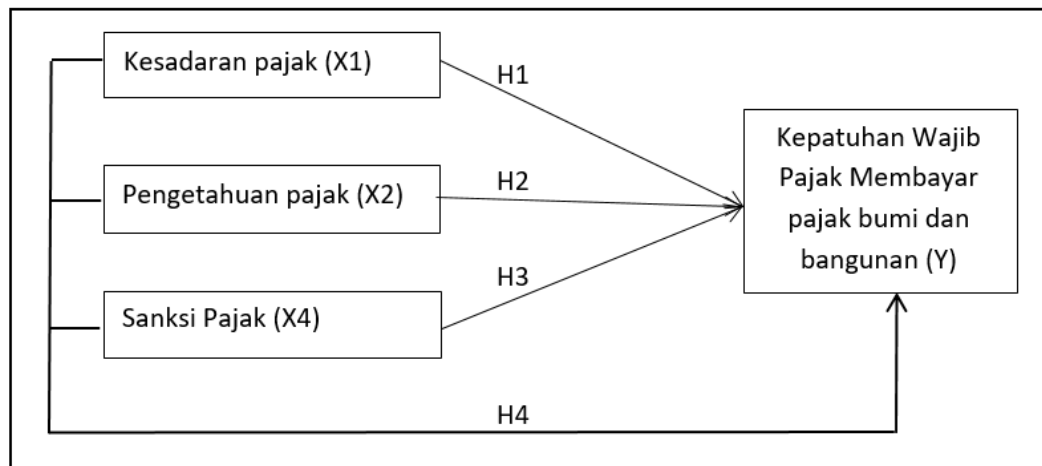 Kesadaran pajak (X1)
H1
Pengetahuan pajak (X2)
H2
Sanksi Pajak (X4)
H3
Kepatuhan Wajib
Pajak Membayar
pajak bumi dan
bangunan (Y)
H4